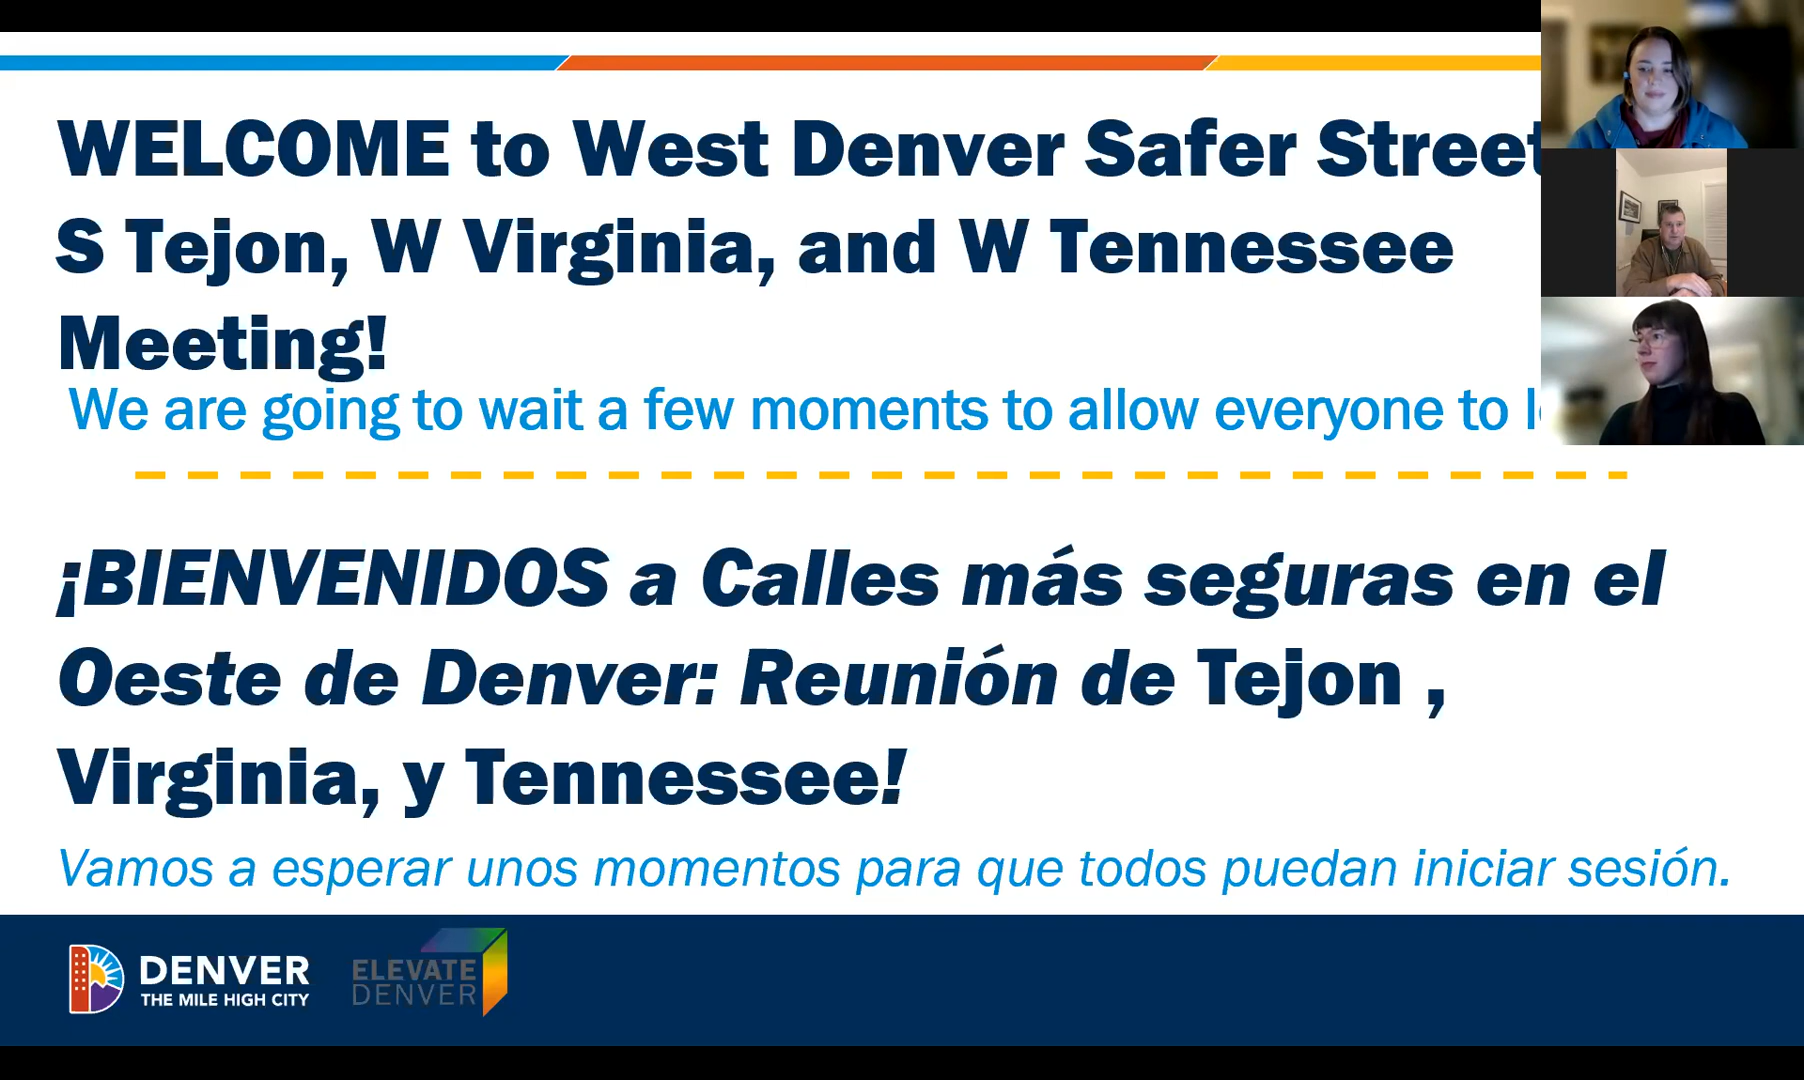 WELCOME to West Denver Safer Street
S Tejon, W Virginia, and W Tennessee
Meeting!
We are going to wait a few moments to allow everyone to
¡BIENVENIDOS a Calles más seguras en el
Oeste de Denver: Reunión de Tejon ,
Virginia, y Tennessee!
Vamos a esperar unos momentos para que todos puedan iniciar sesión.
DENVER
THE MILE HIGH CITY
ELEVATE
DENVER